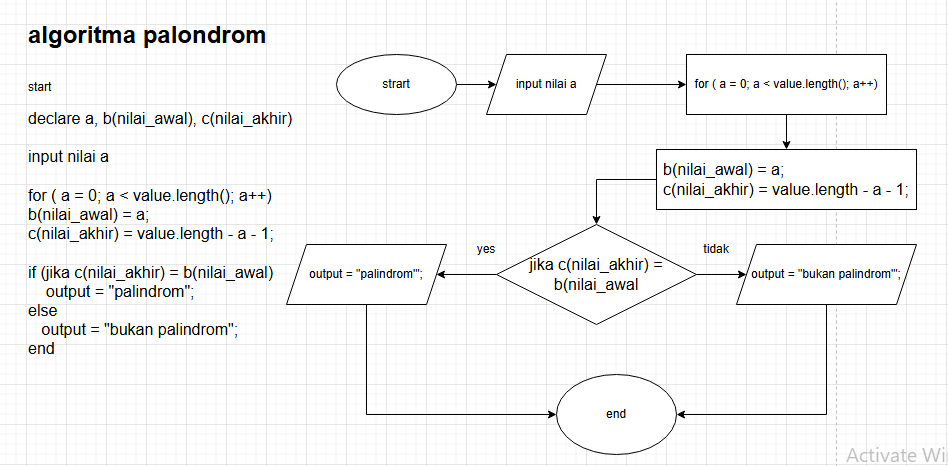 algoritma palondrom
start
declare a, b(nilai_awal), c(nilai_akhir)
input nilai a
for ( a = 0; a < value.length(); a++)
b(nilai_awal) = a;
c(nilai_akhir) = value.length - a - 1;
if (jika c(nilai_akhir) = b(nilai_awal)
output = "palindrom";
else
output = "bukan palindrom";
end
strart
input nilai a
for ( a = 0; a < value.length(); a++)
b(nilai_awal) = a;
c(nilai_akhir) = value.length - a - 1;
jika c(nilai_akhir) =
b(nilai_awal
yes
tidak
output = "palindrom"';
output = "bukan palindrom"';
end
Activate Wi